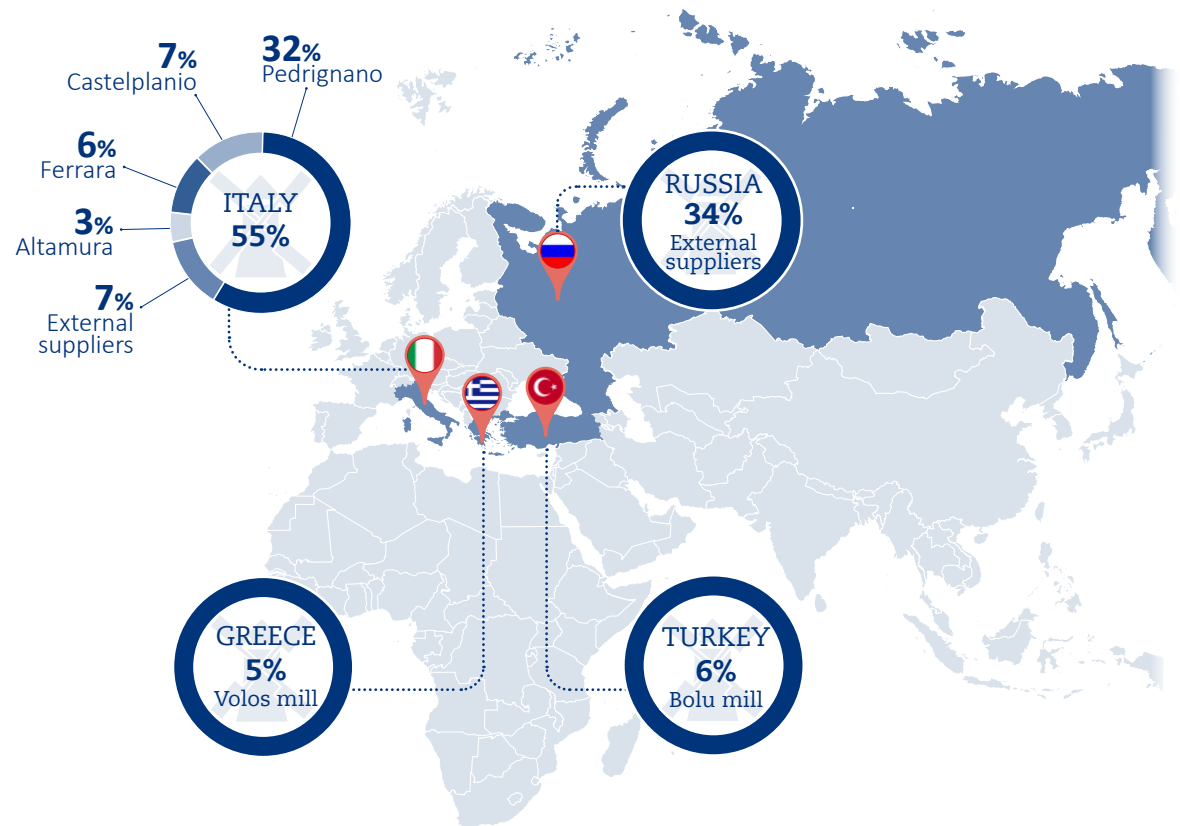 7%
Castelplanio
32%
Pedrignano
6%
Ferrara
3%
Altamura
7%
External
suppliers
ITALY
55%
RUSSIA
34%
External
suppliers
GREECE
5%
Volos mill
TURKEY
6%
Bolu mill